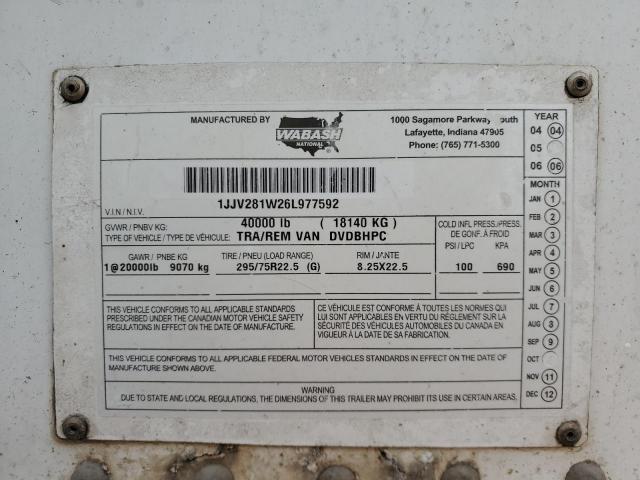 MANUFACTURED BY
WABASH
NATIONAL
1000 Sagamore Parkway South
Lafayette, Indiana 47905
Phone: (765) 771-5300
V.I.N / N.I.V.
1JJV281W26L977592
GVWR / PNBV KG: 40000 lb ( 18140 KG )
TYPE OF VEHICLE / TYPE DE VÉHICULE: TRA/REM VAN DVDBHPC
COLD INFL PRESS./PRESS. DE GONF. À FROID
PSI / LPC KPA
GAWR / PNBE KG TIRE / PNEU (LOAD RANGE) RIM / JANTE
1@20000lb 9070 kg 295/75R22.5 (G) 8.25X22.5 100 690
THIS VEHICLE CONFORMS TO ALL APPLICABLE STANDARDS
PRESCRIBED UNDER THE CANADIAN MOTOR VEHICLE SAFETY
REGULATIONS IN EFFECT ON THE DATE OF MANUFACTURE.
CE VÉHICULE EST CONFORME À TOUTES LES NORMES QUI
LUI SONT APPLICABLES EN VERTU DU RÈGLEMENT SUR LA
SÉCURITÉ DES VÉHICULES AUTOMOBILES DU CANADA EN
VIGUEUR À LA DATE DE SA FABRICATION.
THIS VEHICLE CONFORMS TO ALL APPLICABLE FEDERAL MOTOR VEHICLES STANDARDS IN EFFECT ON THE DATE OF
MANUFACTURE SHOWN ABOVE.
WARNING
DUE TO STATE AND LOCAL REGULATIONS, THE DIMENSIONS OF THIS TRAILER MAY PROHIBIT ITS USE IN CERTAIN AREAS.
YEAR
04 04
05
06 06
MONTH
JAN 1
FEB 2
MAR 3
APR 4
MAY 5
JUN 6
JUL 7
AUG 8
SEP 9
OCT
NOV 11
DEC 12